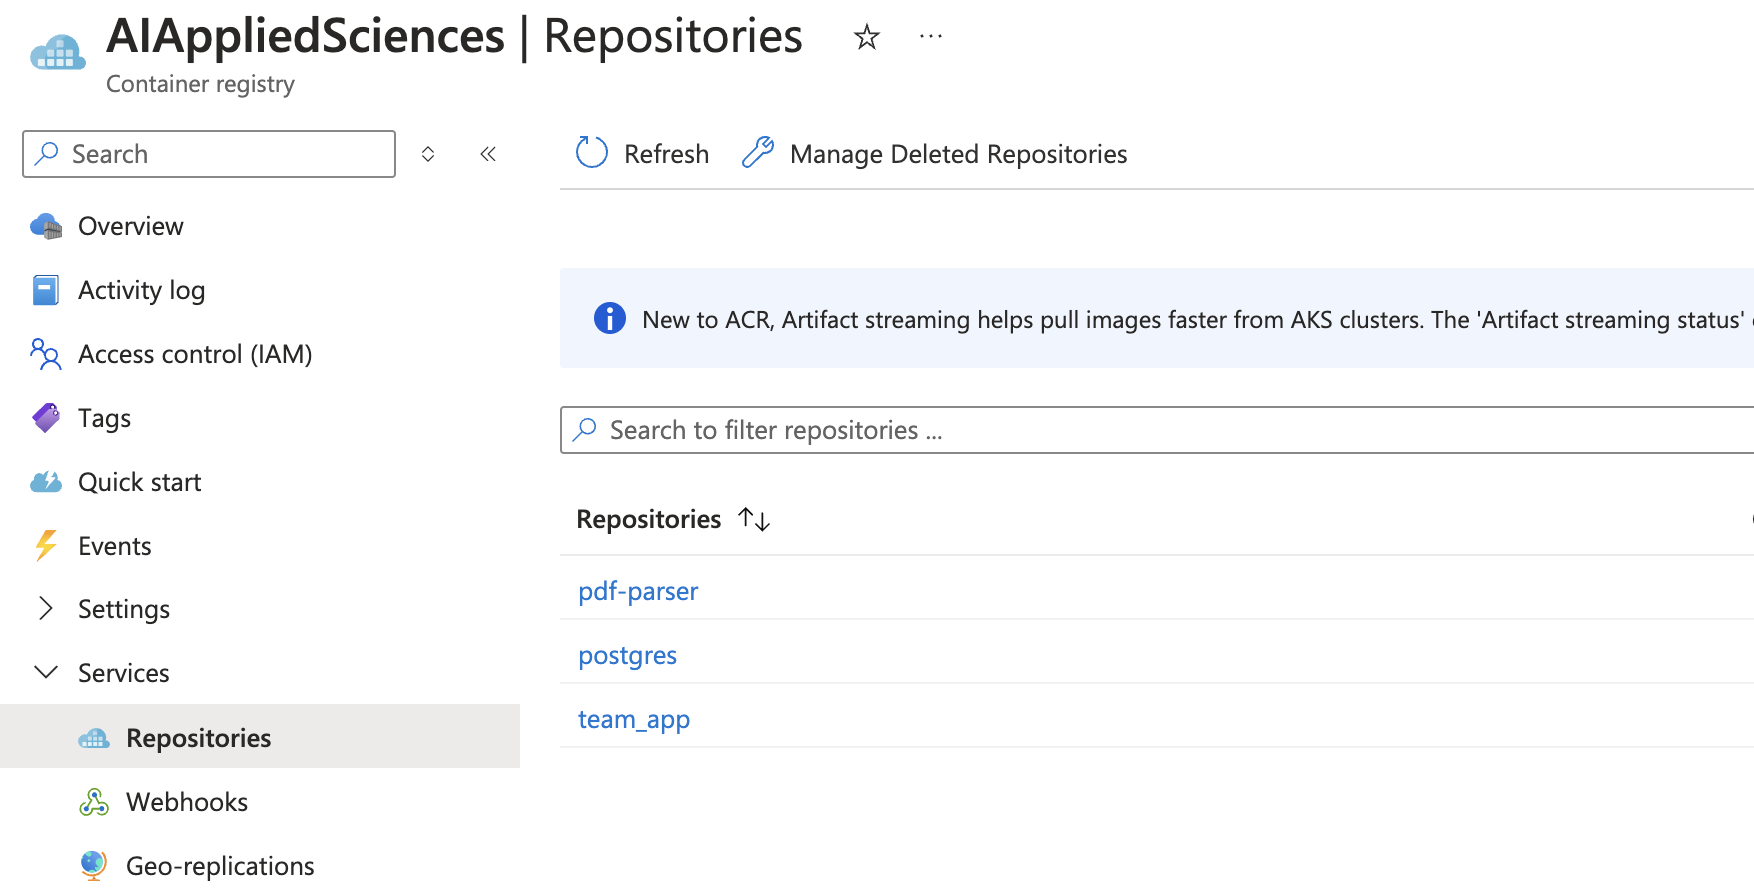 AIAppliedSciences | Repositories
Container registry
Search
Refresh
Manage Deleted Repositories
Overview
Activity log
Access control (IAM)
Tags
Quick start
Events
Settings
Services
Repositories
Webhooks
Geo-replications
New to ACR, Artifact streaming helps pull images faster from AKS clusters. The 'Artifact streaming status'
Search to filter repositories ...
Repositories
pdf-parser
postgres
team_app